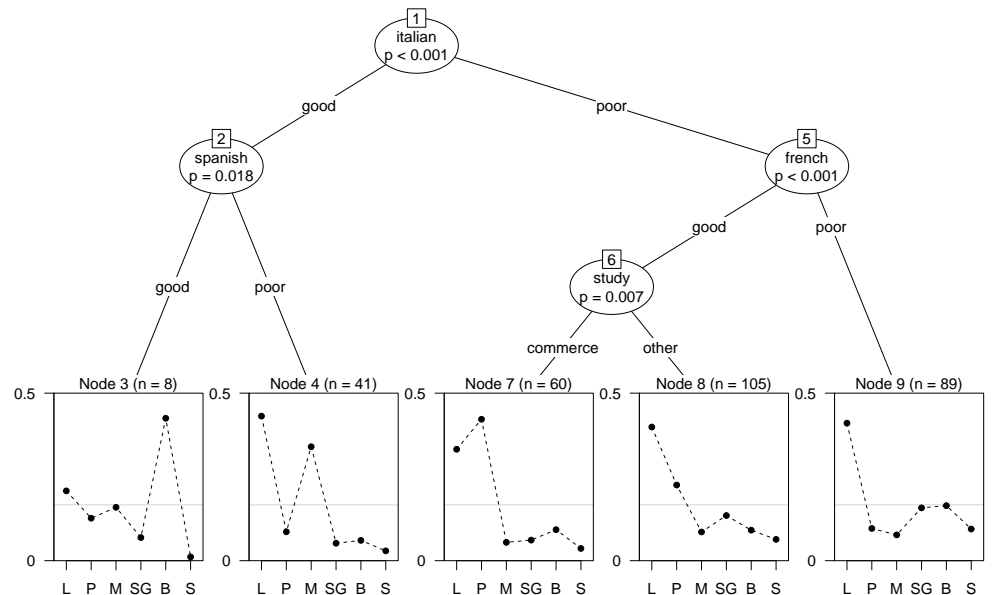 1
italian
p < 0.001
good
poor
2
spanish
p = 0.018
5
french
p < 0.001
good
poor
6
study
p = 0.007
good
poor
commerce
other
Node 3 (n = 8)
0.5
0
L P M SG B S
Node 4 (n = 41)
0.5
0
L P M SG B S
Node 7 (n = 60)
0.5
0
L P M SG B S
Node 8 (n = 105)
0.5
0
L P M SG B S
Node 9 (n = 89)
0.5
0
L P M SG B S